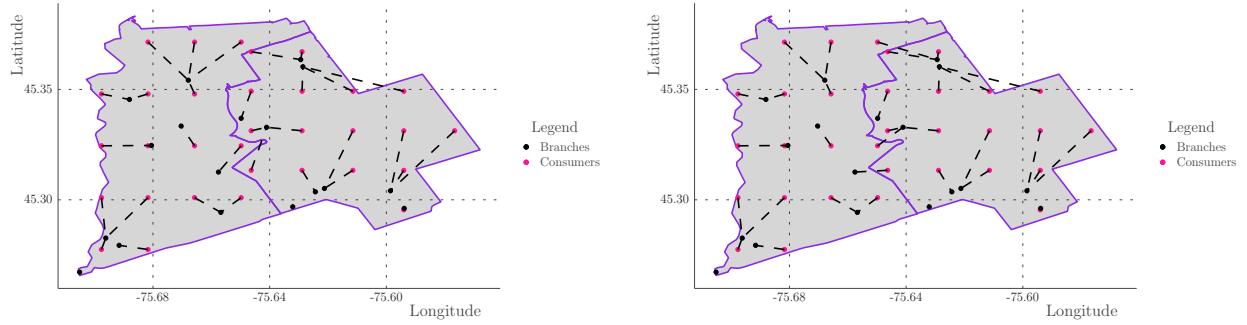 Latitude
45.35
45.30
-75.68
-75.64
-75.60
Longitude
Legend
Branches
Consumers
Latitude
45.35
45.30
-75.68
-75.64
-75.60
Longitude
Legend
Branches
Consumers